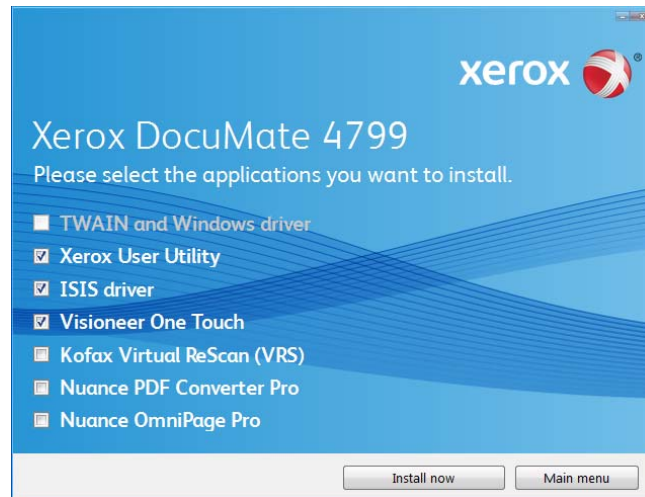 xerox
Xerox DocuMate 4799
Please select the applications you want to install.
TWAIN and Windows driver
Xerox User Utility
ISIS driver
Visioneer One Touch
Kofax Virtual ReScan (VRS)
Nuance PDF Converter Pro
Nuance OmniPage Pro
Install now Main menu